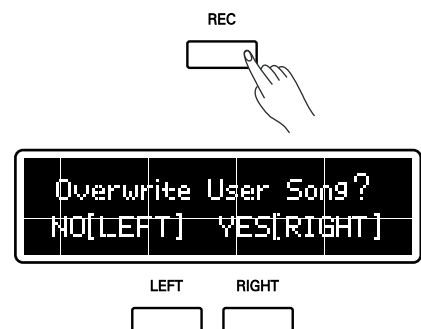 REC
Overwrite User Song?
NO[LEFT] YES[RIGHT]
LEFT RIGHT